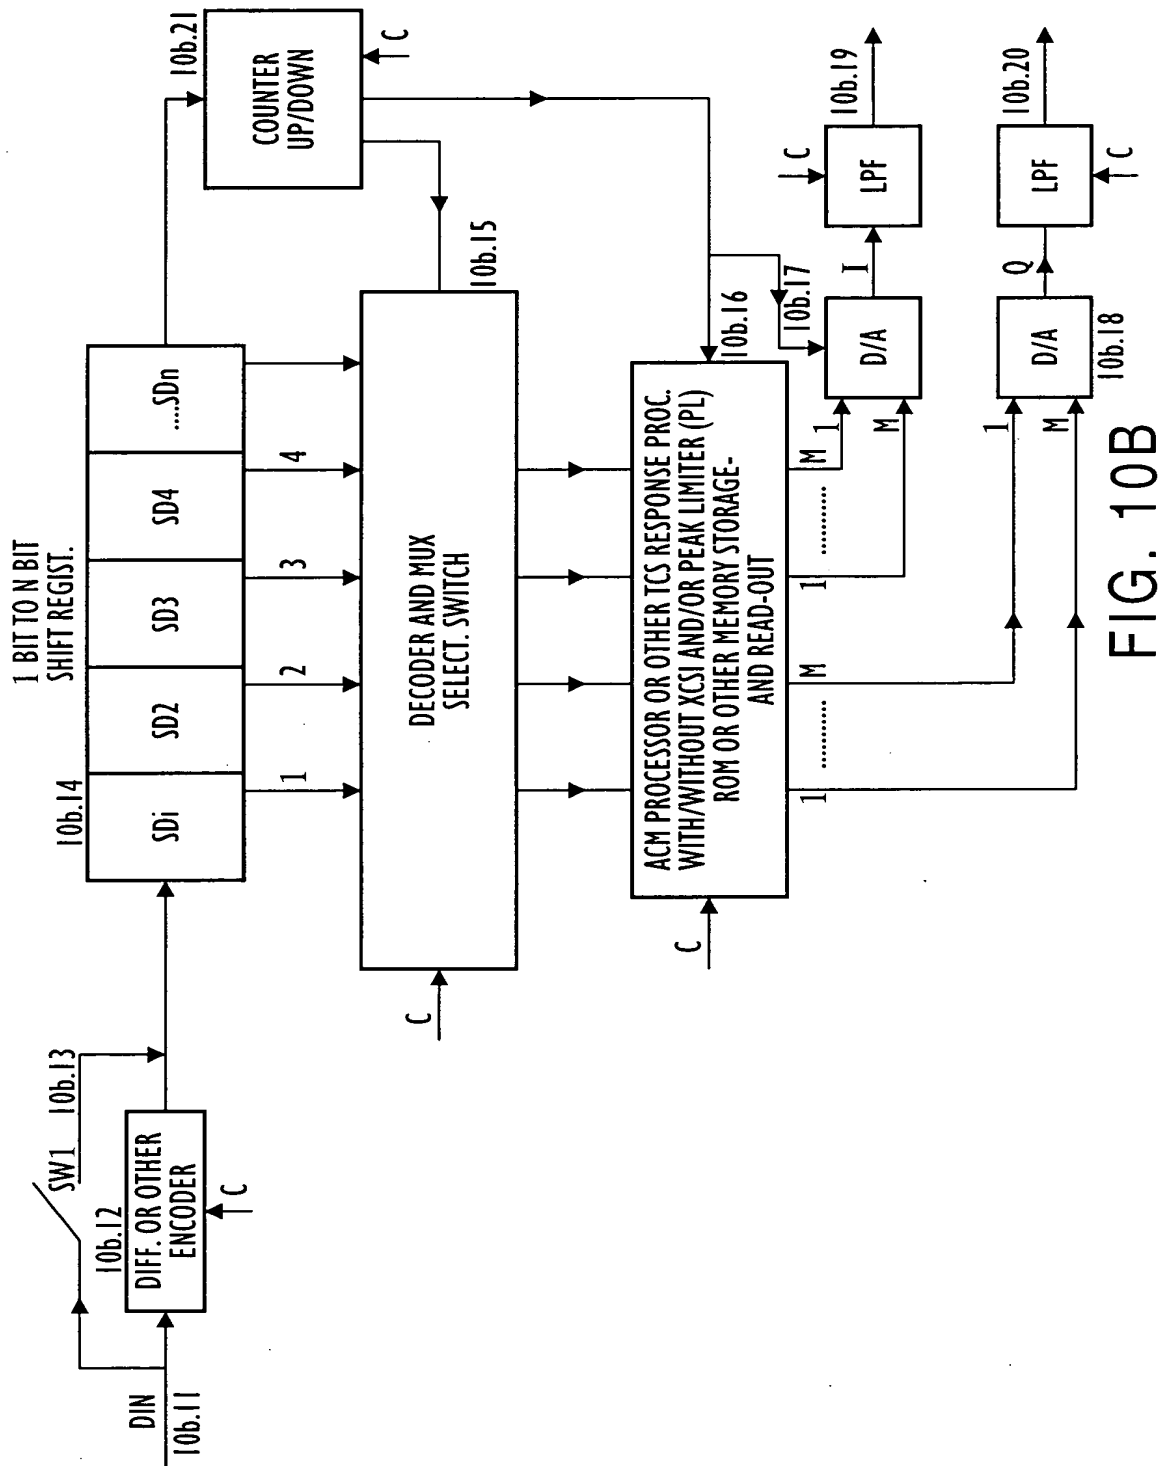 DIN
10b.11
SW1
10b.13
10b.12
DIFF. OR OTHER
ENCODER
C
1 BIT TO N BIT
SHIFT REGIST.
10b.14
SDi
SD2
SD3
SD4
.....SDn
1
2
3
4
10b.21
COUNTER
UP/DOWN
C
10b.15
DECODER AND MUX
SELECT. SWITCH
C
10b.16
ACM PROCESSOR OR OTHER TCS RESPONSE PROC.
WITH/WITHOUT XCSI AND/OR PEAK LIMITER (PL)
ROM OR OTHER MEMORY STORAGE-
AND READ-OUT
C
1 .......... M
1 .......... M
10b.17
1
M
D/A
I
C
LPF
10b.19
1
M
D/A
10b.18
Q
LPF
C
10b.20
FIG. 10B